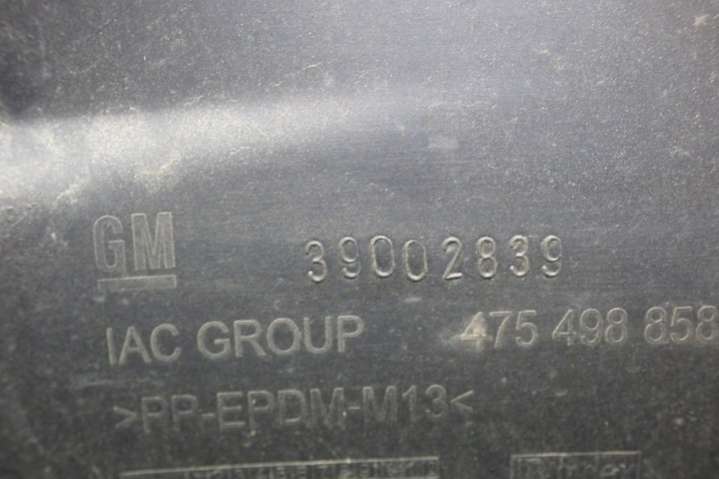 GM 39002839
IAC GROUP 475 498 858
>PP-EPDM-M13<